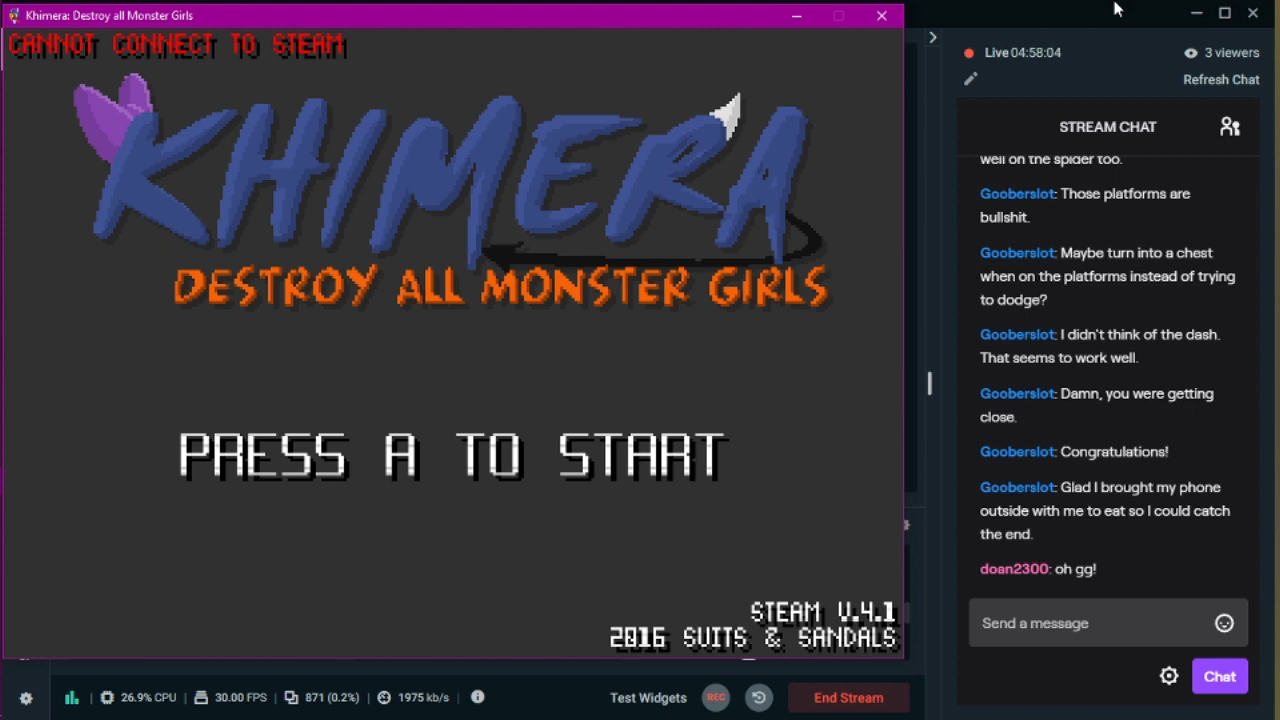 Khimera: Destroy all Monster Girls
CANNOT CONNECT TO STEAM
KHIMERA
DESTROY ALL MONSTER GIRLS
PRESS A TO START
STEAM V.4.1
2016 SUITS & SANDALS
Live 04:58:04
3 viewers
Refresh Chat
STREAM CHAT
well on the spider too.
Gooberslot: Those platforms are
bullshit.
Gooberslot: Maybe turn into a chest
when on the platforms instead of trying
to dodge?
Gooberslot: I didn't think of the dash.
That seems to work well.
Gooberslot: Damn, you were getting
close.
Gooberslot: Congratulations!
Gooberslot: Glad I brought my phone
outside with me to eat so I could catch
the end.
doan2300: oh gg!
Send a message
Chat
26.9% CPU
30.00 FPS
871 (0.2%)
1975 kb/s
Test Widgets
REC
End Stream